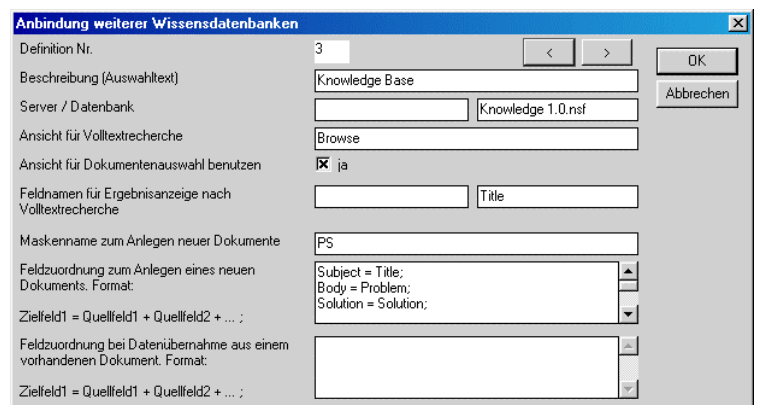 Anbindung weiterer Wissensdatenbanken
Definition Nr. 3 < > OK
Beschreibung (Auswahltext) Knowledge Base Abbrechen
Server / Datenbank Knowledge 1.0.nsf
Ansicht für Volltextrecherche Browse
Ansicht für Dokumentenauswahl benutzen ja
Feldnamen für Ergebnisanzeige nach
Volltextrecherche Title
Maskenname zum Anlegen neuer Dokumente PS
Feldzuordnung zum Anlegen eines neuen
Dokuments. Format:
Zielfeld1 = Quellfeld1 + Quellfeld2 + ... ;
Subject = Title;
Body = Problem;
Solution = Solution;
Feldzuordnung bei Datenübernahme aus einem
vorhandenen Dokument. Format:
Zielfeld1 = Quellfeld1 + Quellfeld2 + ... ;